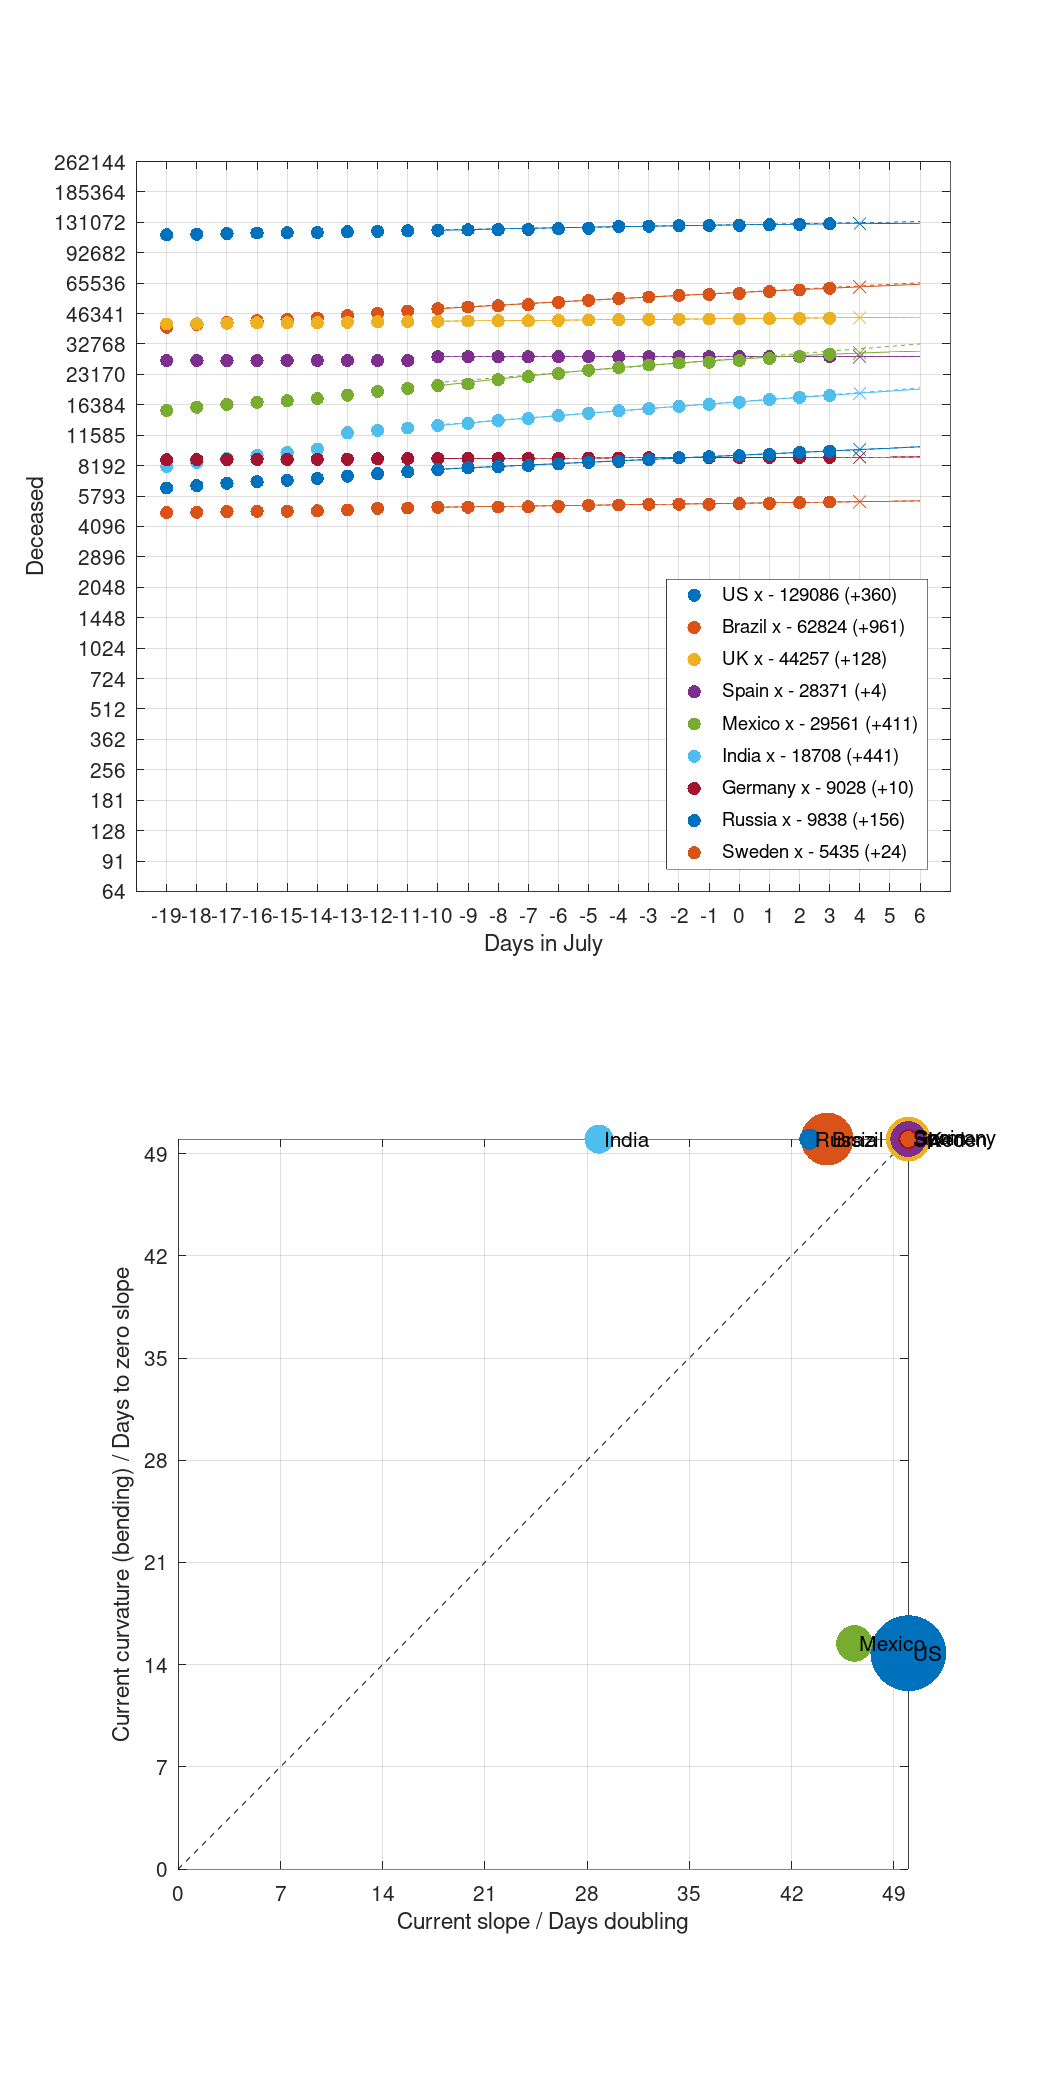 262144
185364
131072
92682
65536
46341
32768
23170
16384
11585
8192
5793
4096
2896
2048
1448
1024
724
512
362
256
181
128
91
64
Deceased
US x - 129086 (+360)
Brazil x - 62824 (+961)
UK x - 44257 (+128)
Spain x - 28371 (+4)
Mexico x - 29561 (+411)
India x - 18708 (+441)
Germany x - 9028 (+10)
Russia x - 9838 (+156)
Sweden x - 5435 (+24)
-19 -18 -17 -16 -15 -14 -13 -12 -11 -10 -9 -8 -7 -6 -5 -4 -3 -2 -1 0 1 2 3 4 5 6
Days in July
India
Russia
Brazil
49
42
35
28
21
14
7
0
Current curvature (bending) / Days to zero slope
Mexico
US
0 7 14 21 28 35 42 49
Current slope / Days doubling